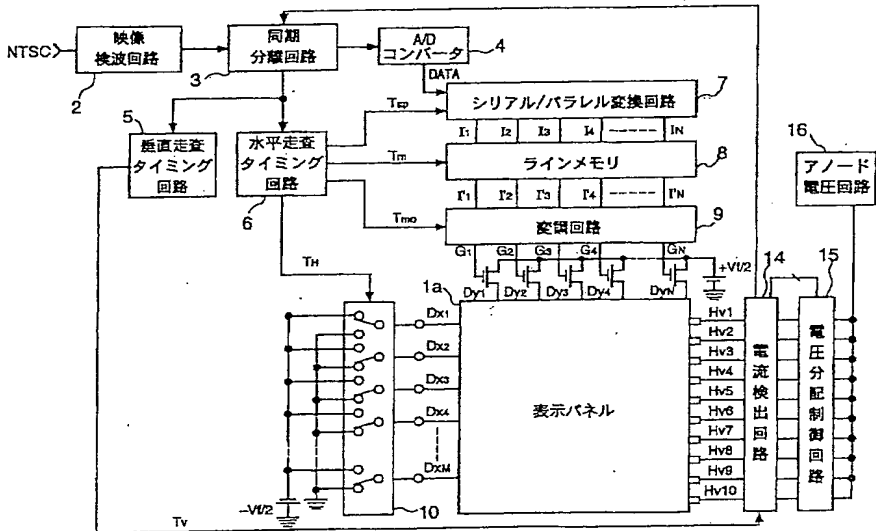 NTSC
映像
検波回路
2
同期
分離回路
3
A/D
コンバータ
4
DATA
5
垂直走査
タイミング
回路
水平走査
タイミング
回路
6
Tsp
Tm
Tmo
TH
シリアル/パラレル変換回路
7
I1 I2 I3 I4 IN
ラインメモリ
8
I'1 I'2 I'3 I'4 I'N
変調回路
9
G1 G2 G3 G4 GN
+Vf/2
Dy1 Dy2 Dy3 Dy4 DyN
1a
表示パネル
Dx1
Dx2
Dx3
Dx4
DxM
10
-Vf/2
Tv
Hv1
Hv2
Hv3
Hv4
Hv5
Hv6
Hv7
Hv8
Hv9
Hv10
14
電流検出回路
15
電圧分配制御回路
16
アノード
電圧回路